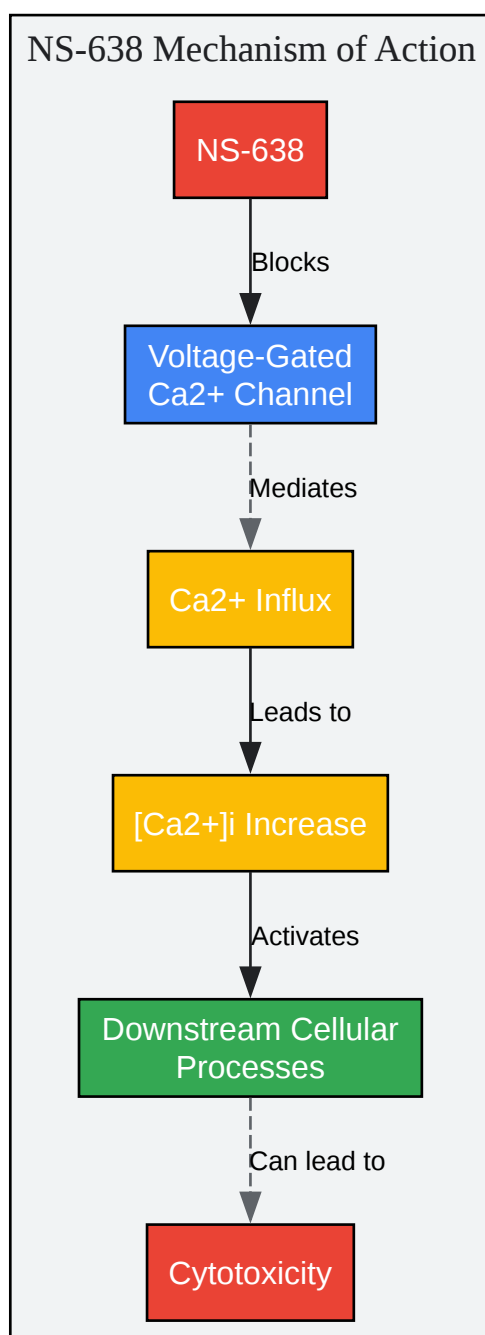 NS-638 Mechanism of Action
NS-638
Blocks
Voltage-Gated
Ca2+ Channel
Mediates
Ca2+ Influx
Leads to
[Ca2+]i Increase
Activates
Downstream Cellular
Processes
Can lead to
Cytotoxicity